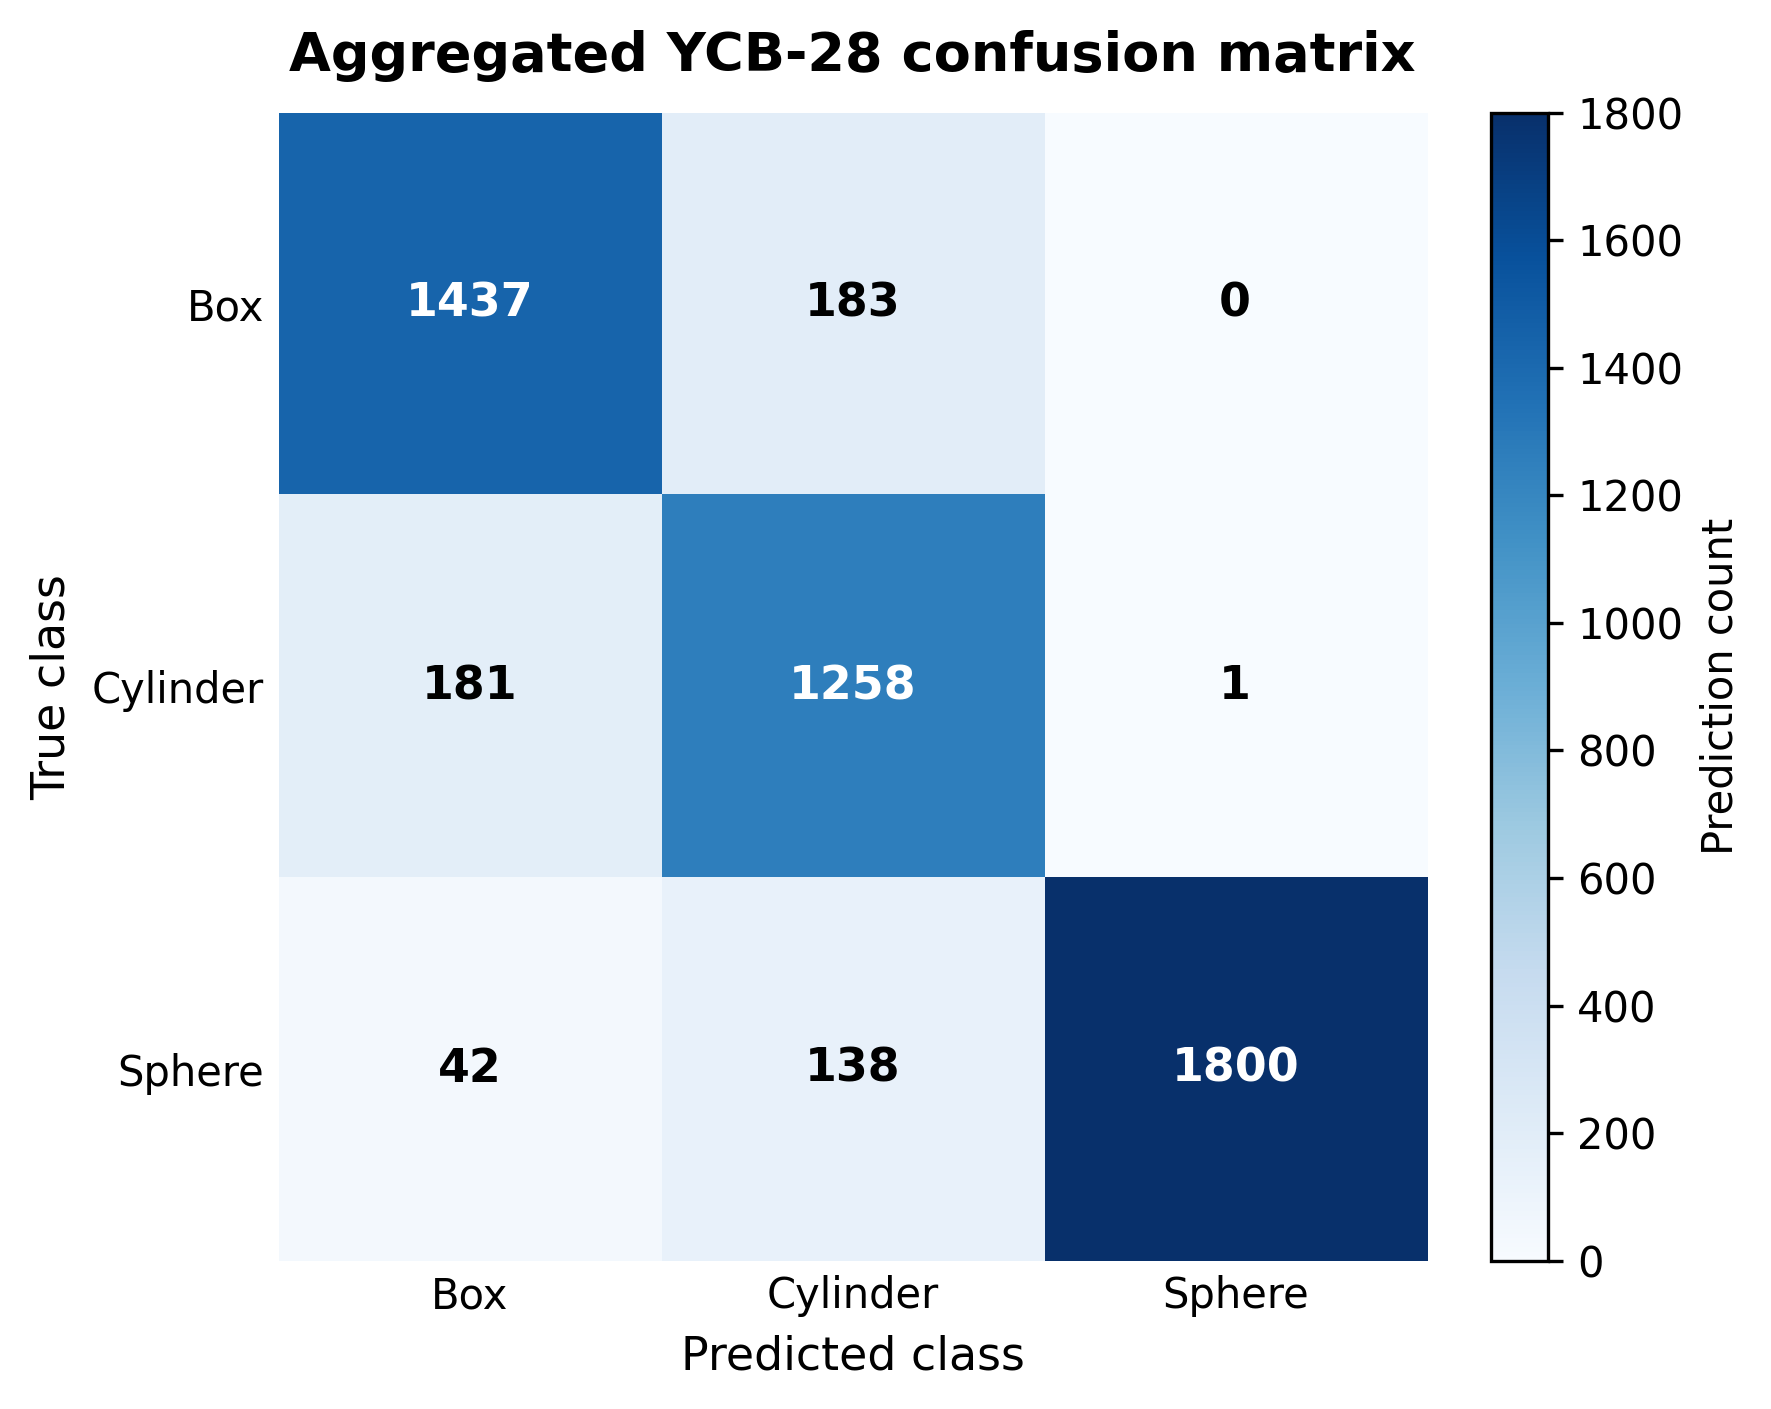 Aggregated YCB-28 confusion matrix
Box 1437 183 0
Cylinder 181 1258 1
Sphere 42 138 1800
Box Cylinder Sphere
Predicted class
True class
1800
1600
1400
1200
1000
800
600
400
200
0
Prediction count